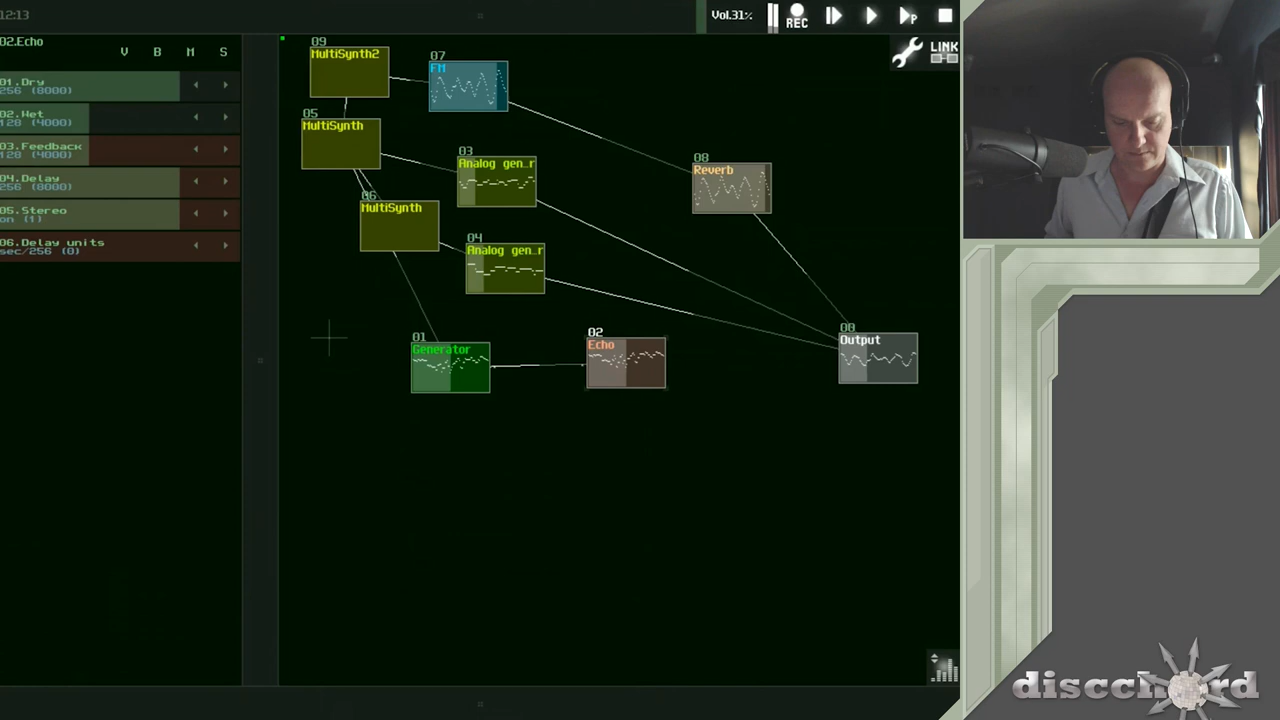 12:13
Vol.31%
REC
P
LINK
02.Echo
V B M S
01.Dry
256 (8000)
02.Wet
128 (4000)
03.Feedback
128 (4000)
04.Delay
256 (8000)
05.Stereo
on (1)
06.Delay units
sec/256 (0)
09
MultiSynth2
07
FM
05
MultiSynth
03
Analog gen_r
08
Reverb
06
MultiSynth
04
Analog gen_r
01
Generator
02
Echo
00
Output
discchord